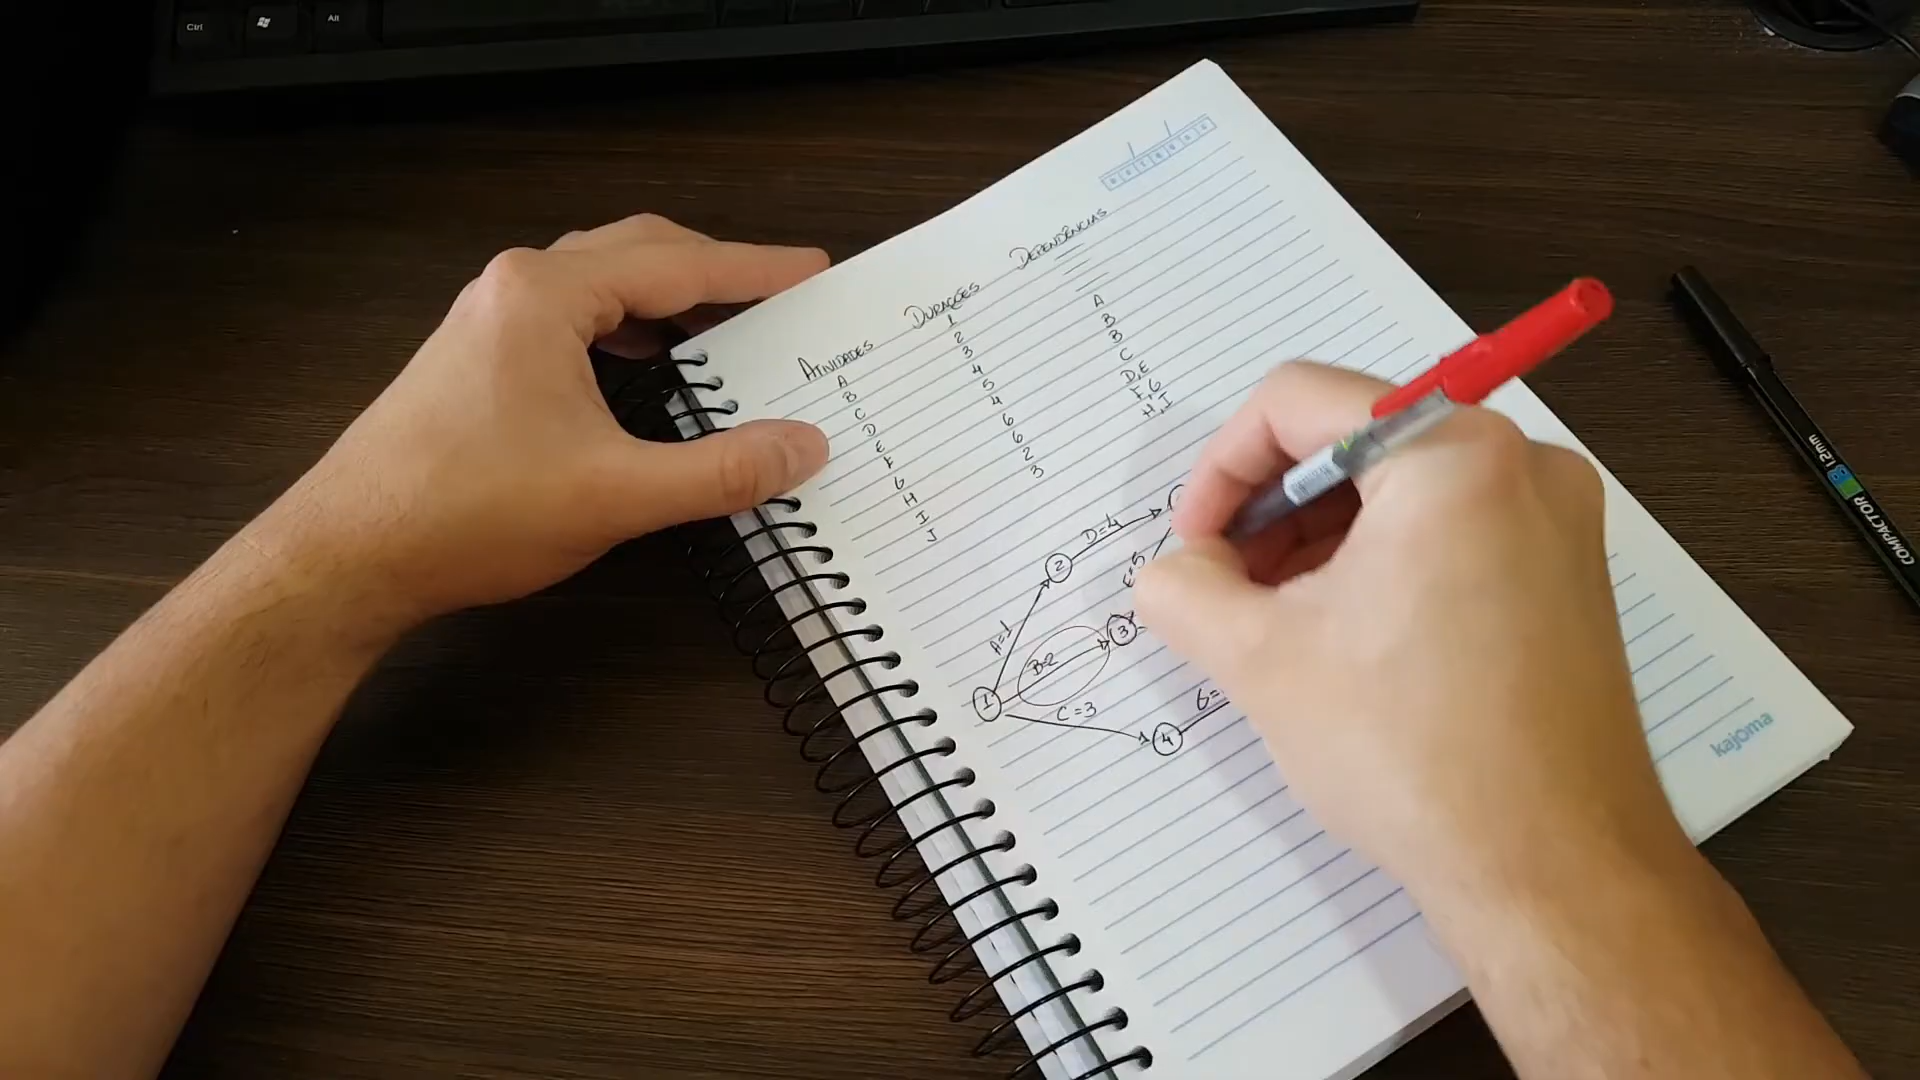 Ctrl
Alt
ATIVIDADES DURAÇÕES DEPENDÊNCIAS
A 1 —
B 2 —
C 3 —
D 4 A
E 5 B
F 4 B
G 6 C
H 6 D,E
I 2 F,G
J 3 H,I
D=4
2
E=5
A=1
3
B=2
1
C=3
G=
4
kajoma
COMPACTOR 1.2mm